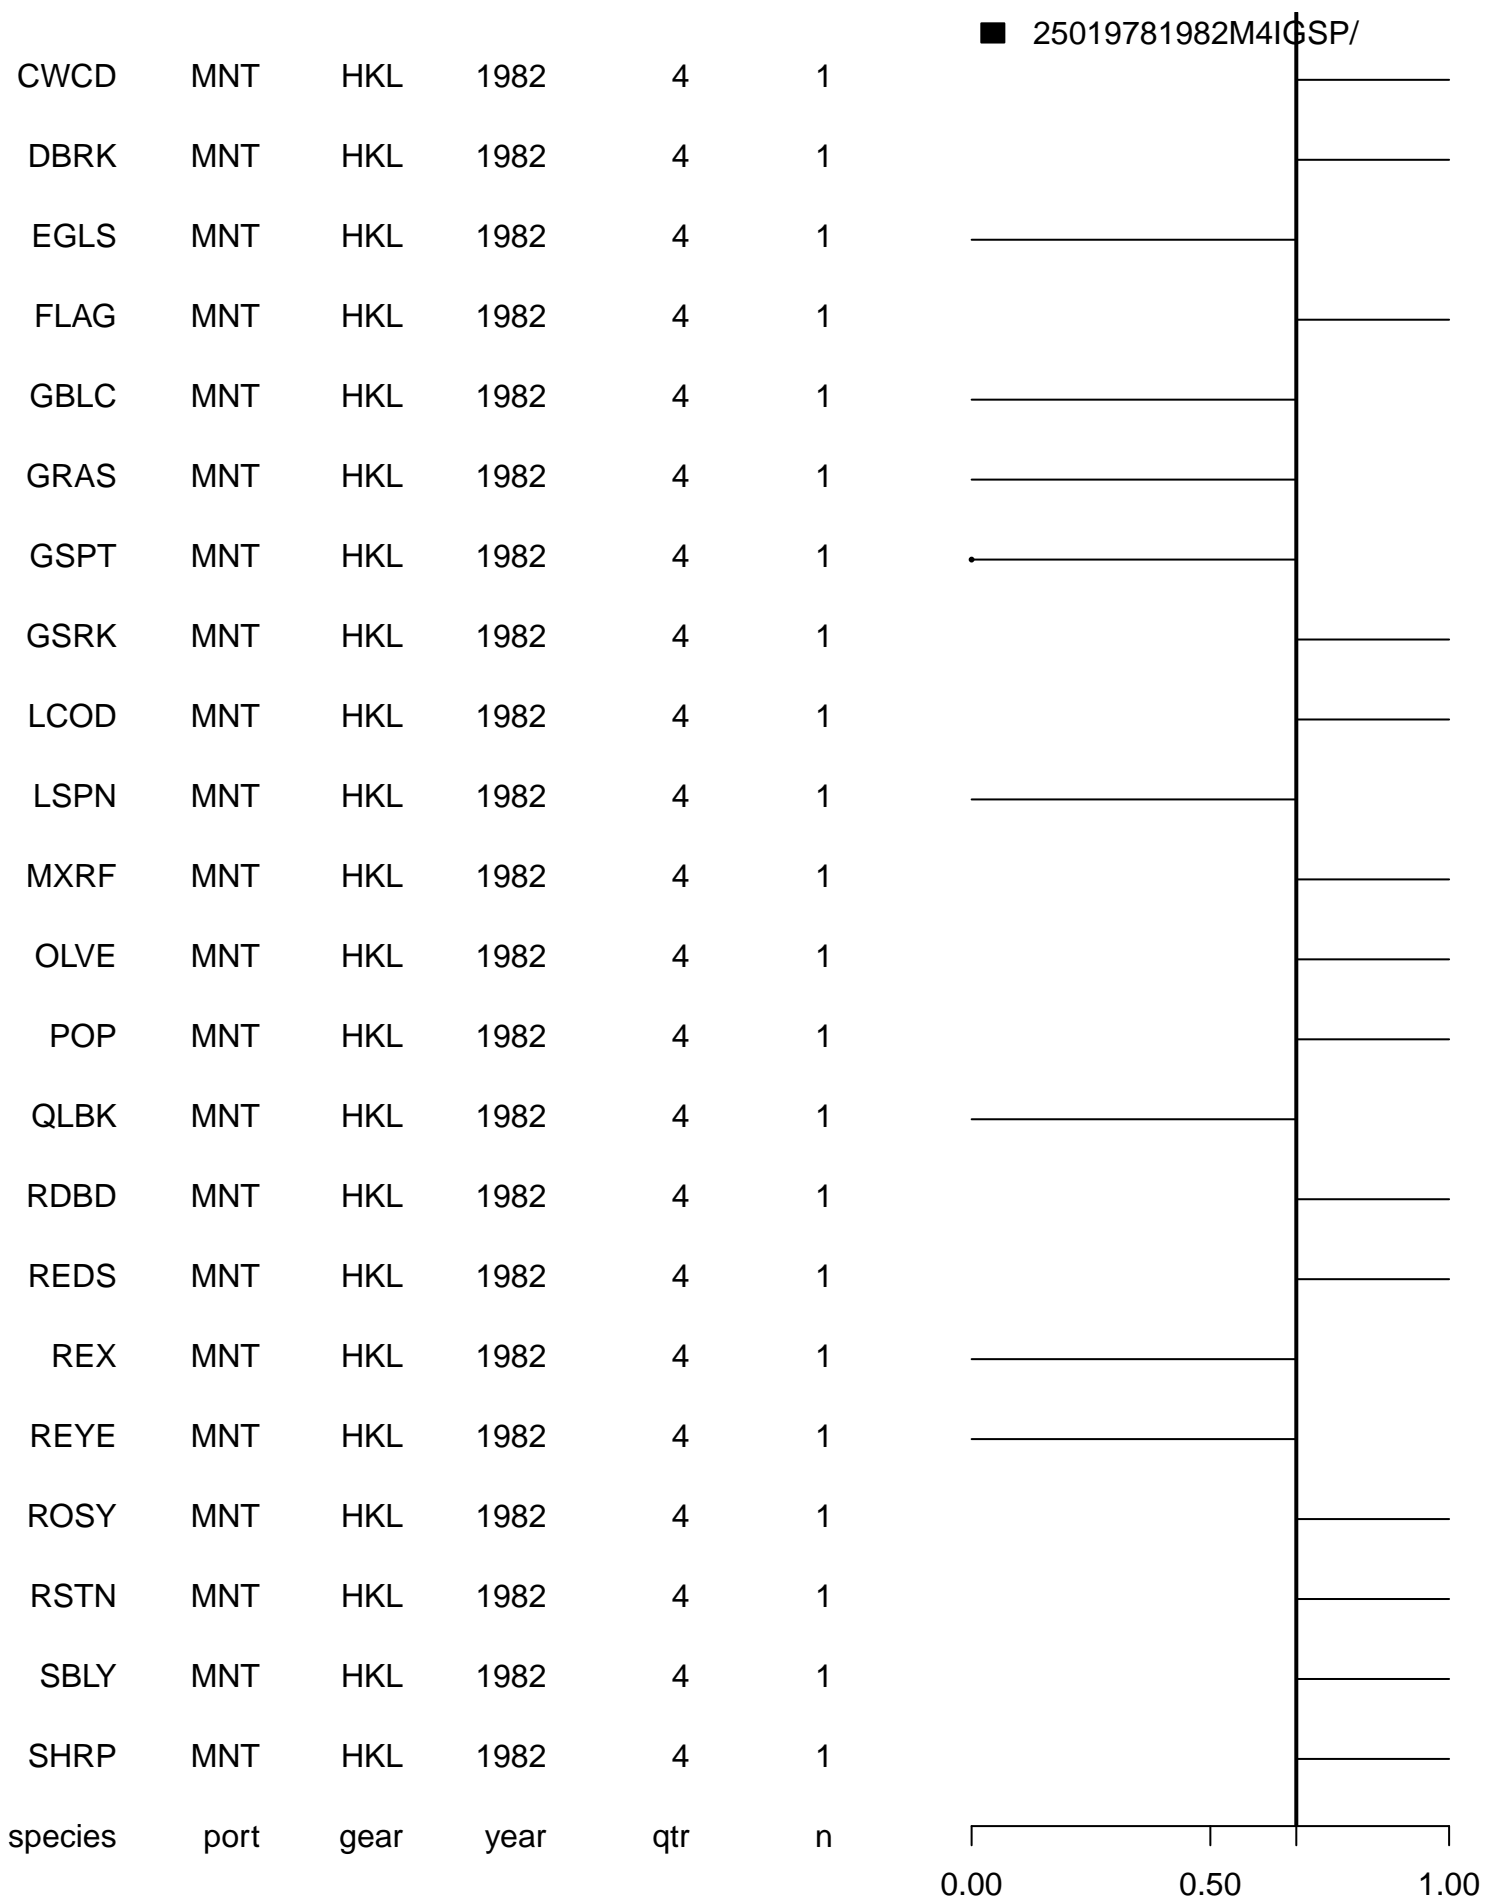 25019781982M4IGSP/
CWCD MNT HKL 1982 4 1
DBRK MNT HKL 1982 4 1
EGLS MNT HKL 1982 4 1
FLAG MNT HKL 1982 4 1
GBLC MNT HKL 1982 4 1
GRAS MNT HKL 1982 4 1
GSPT MNT HKL 1982 4 1
GSRK MNT HKL 1982 4 1
LCOD MNT HKL 1982 4 1
LSPN MNT HKL 1982 4 1
MXRF MNT HKL 1982 4 1
OLVE MNT HKL 1982 4 1
POP MNT HKL 1982 4 1
QLBK MNT HKL 1982 4 1
RDBD MNT HKL 1982 4 1
REDS MNT HKL 1982 4 1
REX MNT HKL 1982 4 1
REYE MNT HKL 1982 4 1
ROSY MNT HKL 1982 4 1
RSTN MNT HKL 1982 4 1
SBLY MNT HKL 1982 4 1
SHRP MNT HKL 1982 4 1
species port gear year qtr n
0.00 0.50 1.00